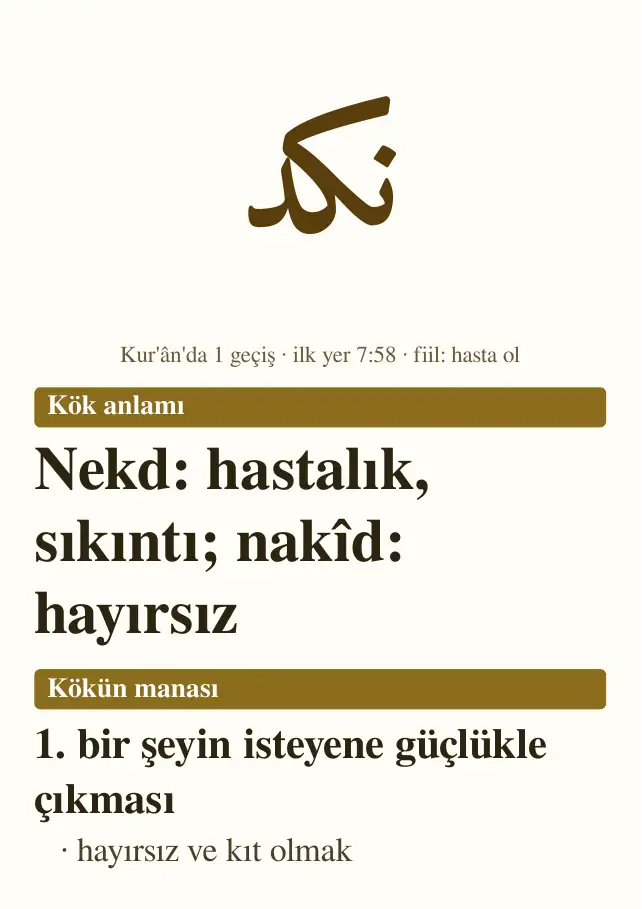 نكد
Kur'ân'da 1 geçiş · ilk yer 7:58 · fiil: hasta ol
Kök anlamı
Nekd: hastalık,
sıkıntı; nakîd:
hayırsız
Kökün manası
1. bir şeyin isteyene güçlükle
çıkması
· hayırsız ve kıt olmak